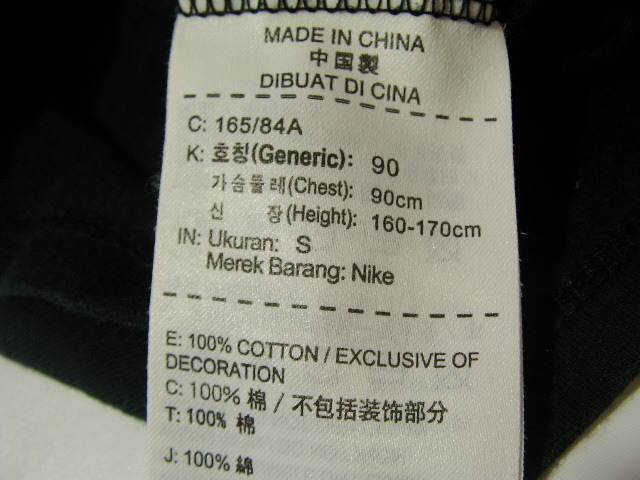 MADE IN CHINA
中国製
DIBUAT DI CINA
C: 165/84A
K: 호칭(Generic): 90
가슴둘레(Chest): 90cm
신 장(Height): 160-170cm
IN: Ukuran: S
Merek Barang: Nike
E: 100% COTTON / EXCLUSIVE OF
DECORATION
C: 100% 棉 / 不包括装饰部分
T: 100% 棉
J: 100% 綿